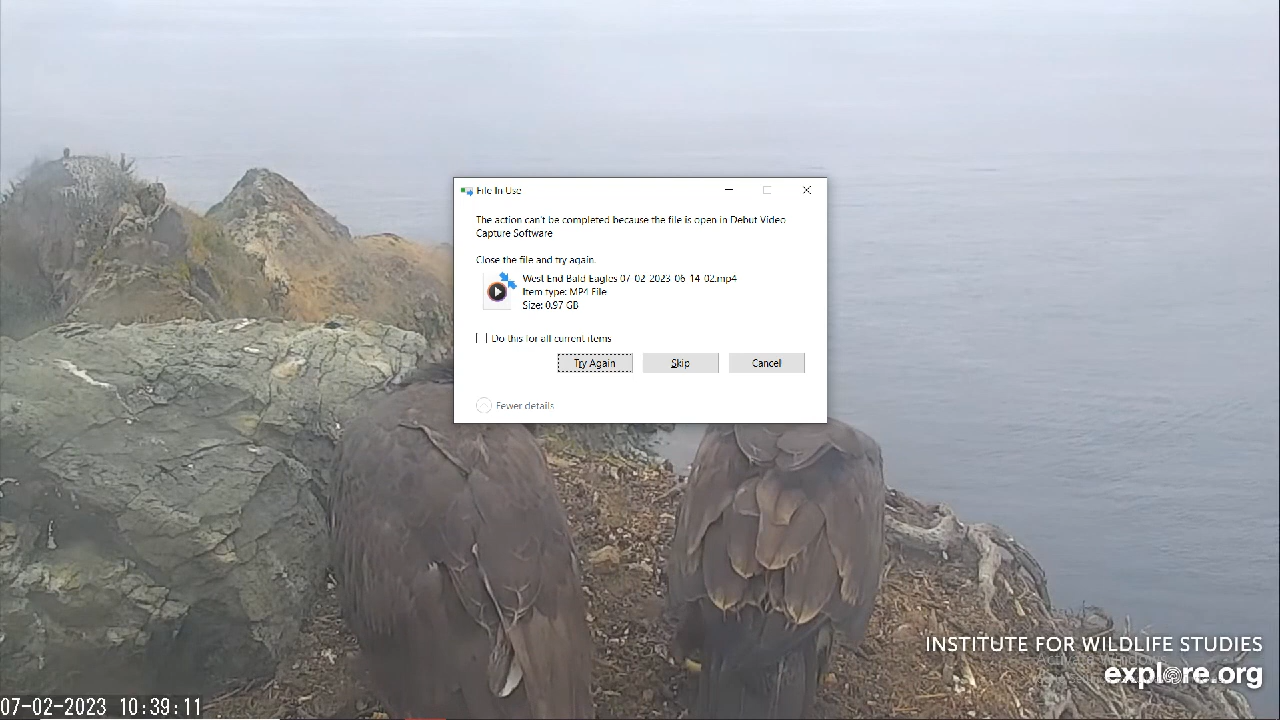 File In Use
The action can't be completed because the file is open in Debut Video
Capture Software
Close the file and try again.
West End Bald Eagles 07-02-2023-06-14-02.mp4
Item type: MP4 File
Size: 0.97 GB
Do this for all current items
Try Again Skip Cancel
Fewer details
INSTITUTE FOR WILDLIFE STUDIES
Activate Windows
explore.org
07-02-2023 10:39:11